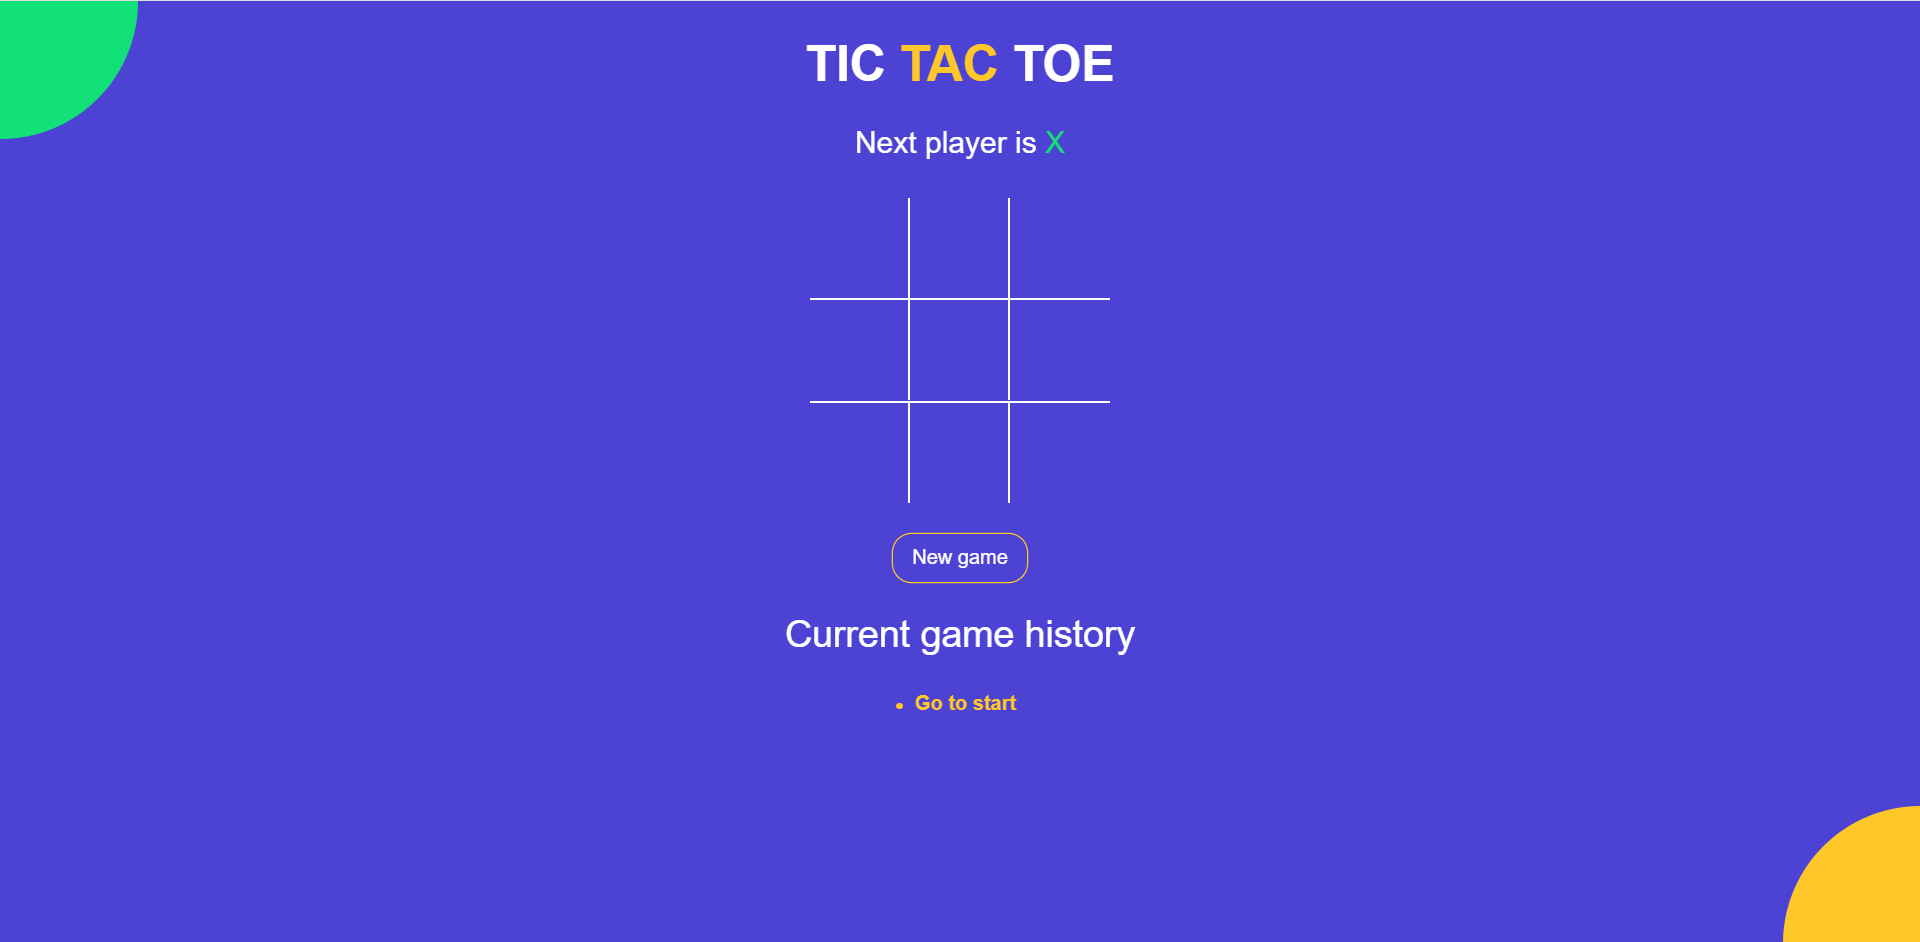 TIC TAC TOE
Next player is X
New game
Current game history
Go to start